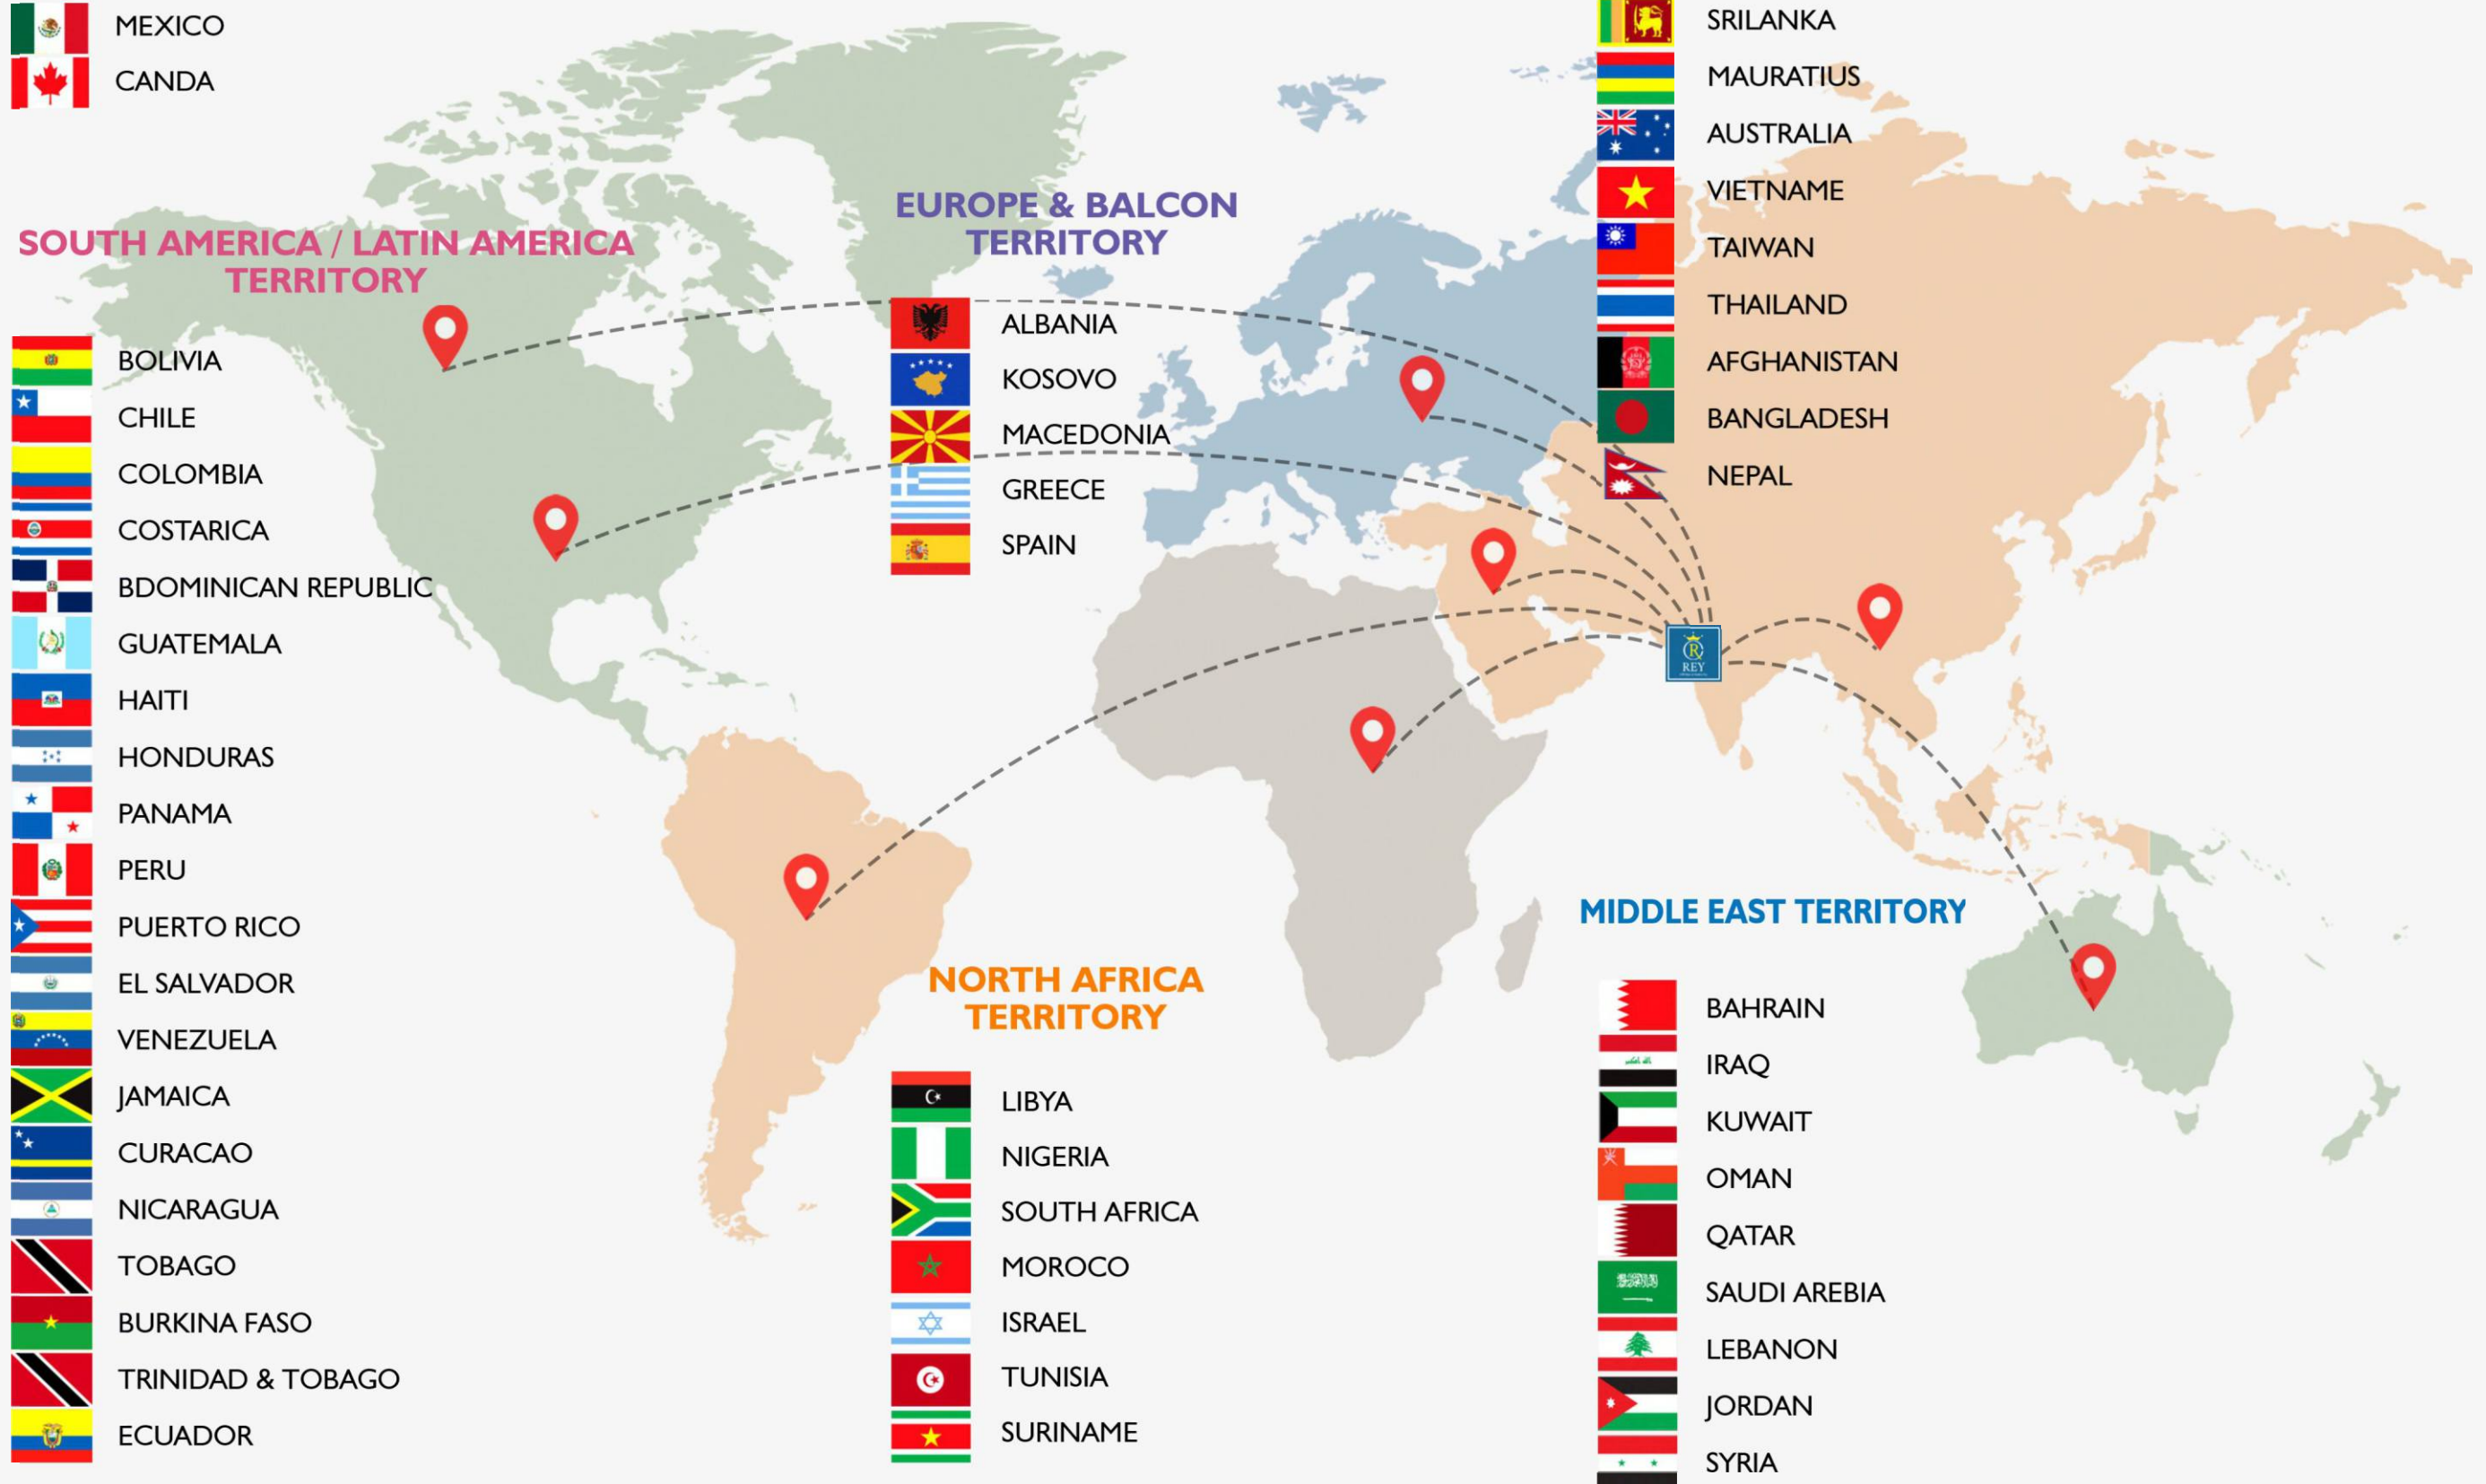 MEXICO
CANDA
SOUTH AMERICA / LATIN AMERICA
TERRITORY
BOLIVIA
CHILE
COLOMBIA
COSTARICA
BDOMINICAN REPUBLIC
GUATEMALA
HAITI
HONDURAS
PANAMA
PERU
PUERTO RICO
EL SALVADOR
VENEZUELA
JAMAICA
CURACAO
NICARAGUA
TOBAGO
BURKINA FASO
TRINIDAD & TOBAGO
ECUADOR
EUROPE & BALCON
TERRITORY
ALBANIA
KOSOVO
MACEDONIA
GREECE
SPAIN
NORTH AFRICA
TERRITORY
LIBYA
NIGERIA
SOUTH AFRICA
MOROCO
ISRAEL
TUNISIA
SURINAME
SRILANKA
MAURATIUS
AUSTRALIA
VIETNAME
TAIWAN
THAILAND
AFGHANISTAN
BANGLADESH
NEPAL
R
REY
MIDDLE EAST TERRITORY
BAHRAIN
IRAQ
KUWAIT
OMAN
QATAR
SAUDI AREBIA
LEBANON
JORDAN
SYRIA